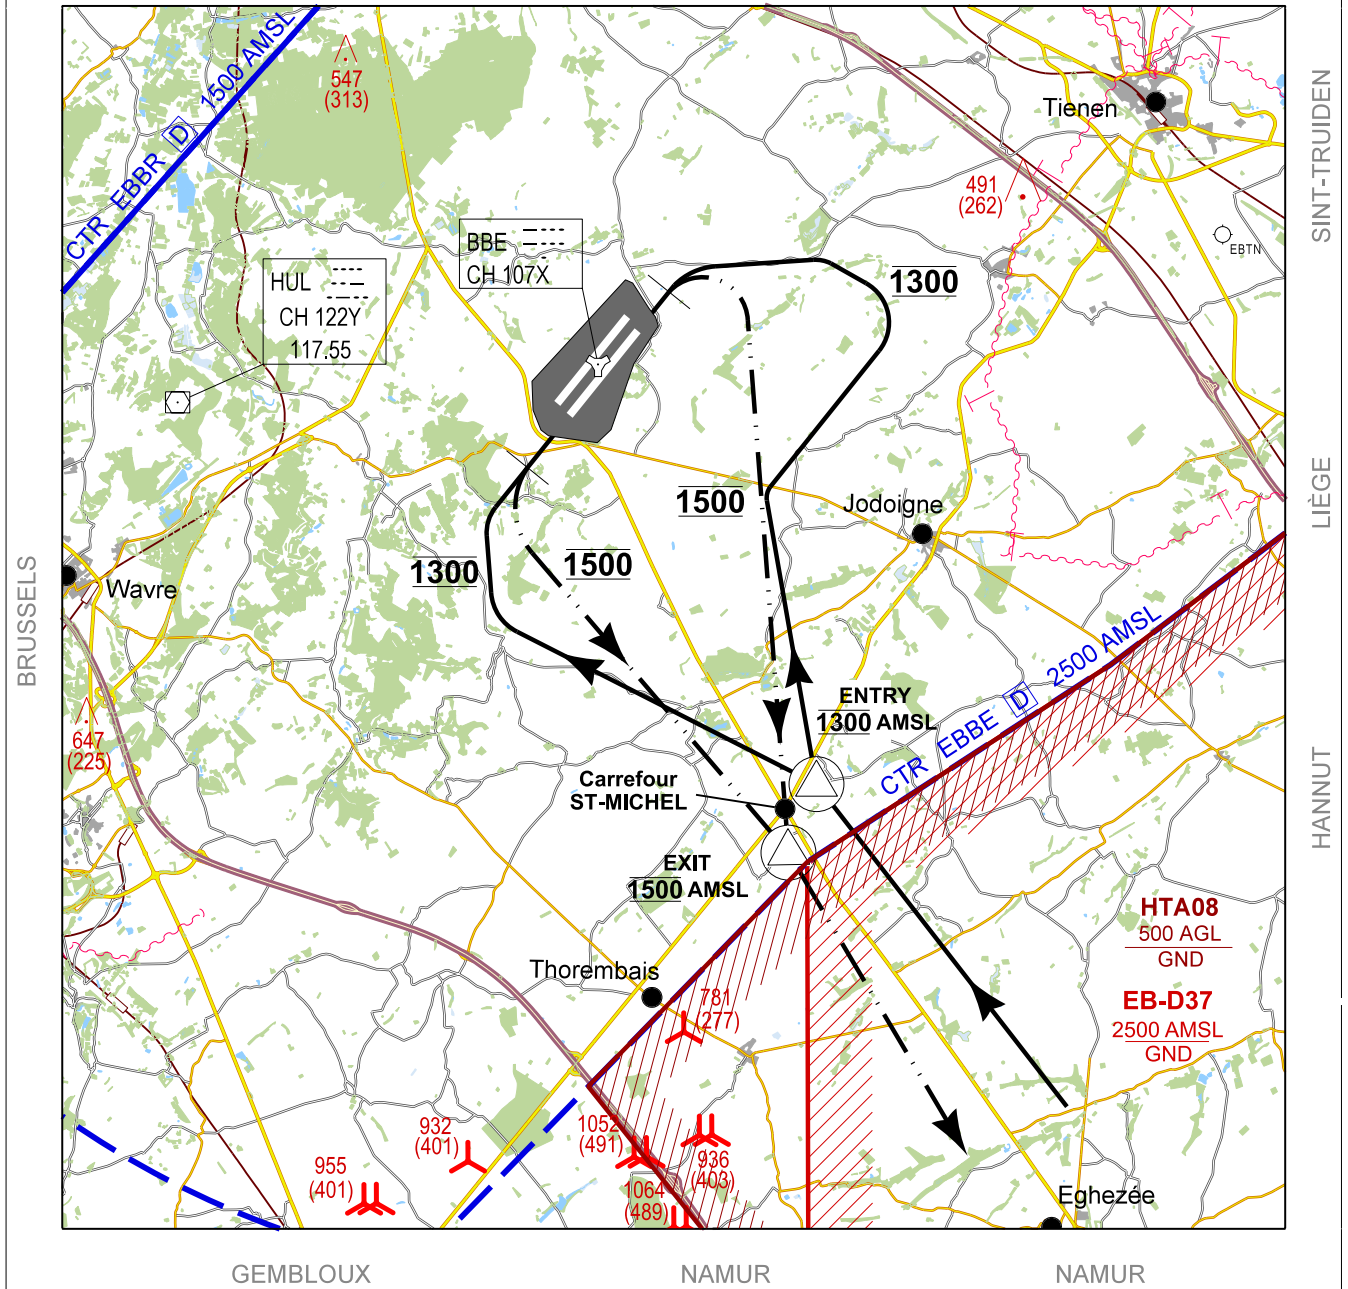 CTR EBBR D 1500 AMSL
547
(313)
Tienen
491
(262)
EBTN
BBE
CH 107X
HUL
CH 122Y
117.55
1300
1500
Jodoigne
1300
1500
Wavre
647
(225)
ENTRY
1300 AMSL
CTR EBBE D 2500 AMSL
Carrefour
ST-MICHEL
EXIT
1500 AMSL
HTA08
500 AGL
GND
EB-D37
2500 AMSL
GND
Thorembais
781
(277)
932
(401)
1052
(491)
936
(403)
955
(401)
1064
(489)
Eghezée
BRUSSELS
SINT-TRUIDEN
LIÈGE
HANNUT
GEMBLOUX
NAMUR
NAMUR